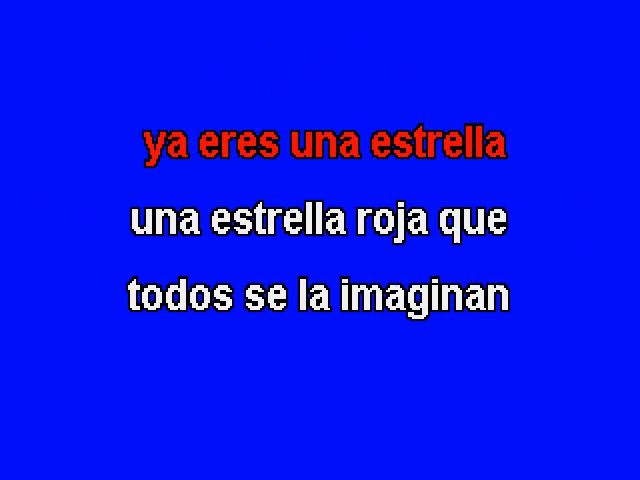 ya eres una estrella
una estrella roja que
todos se la imaginan